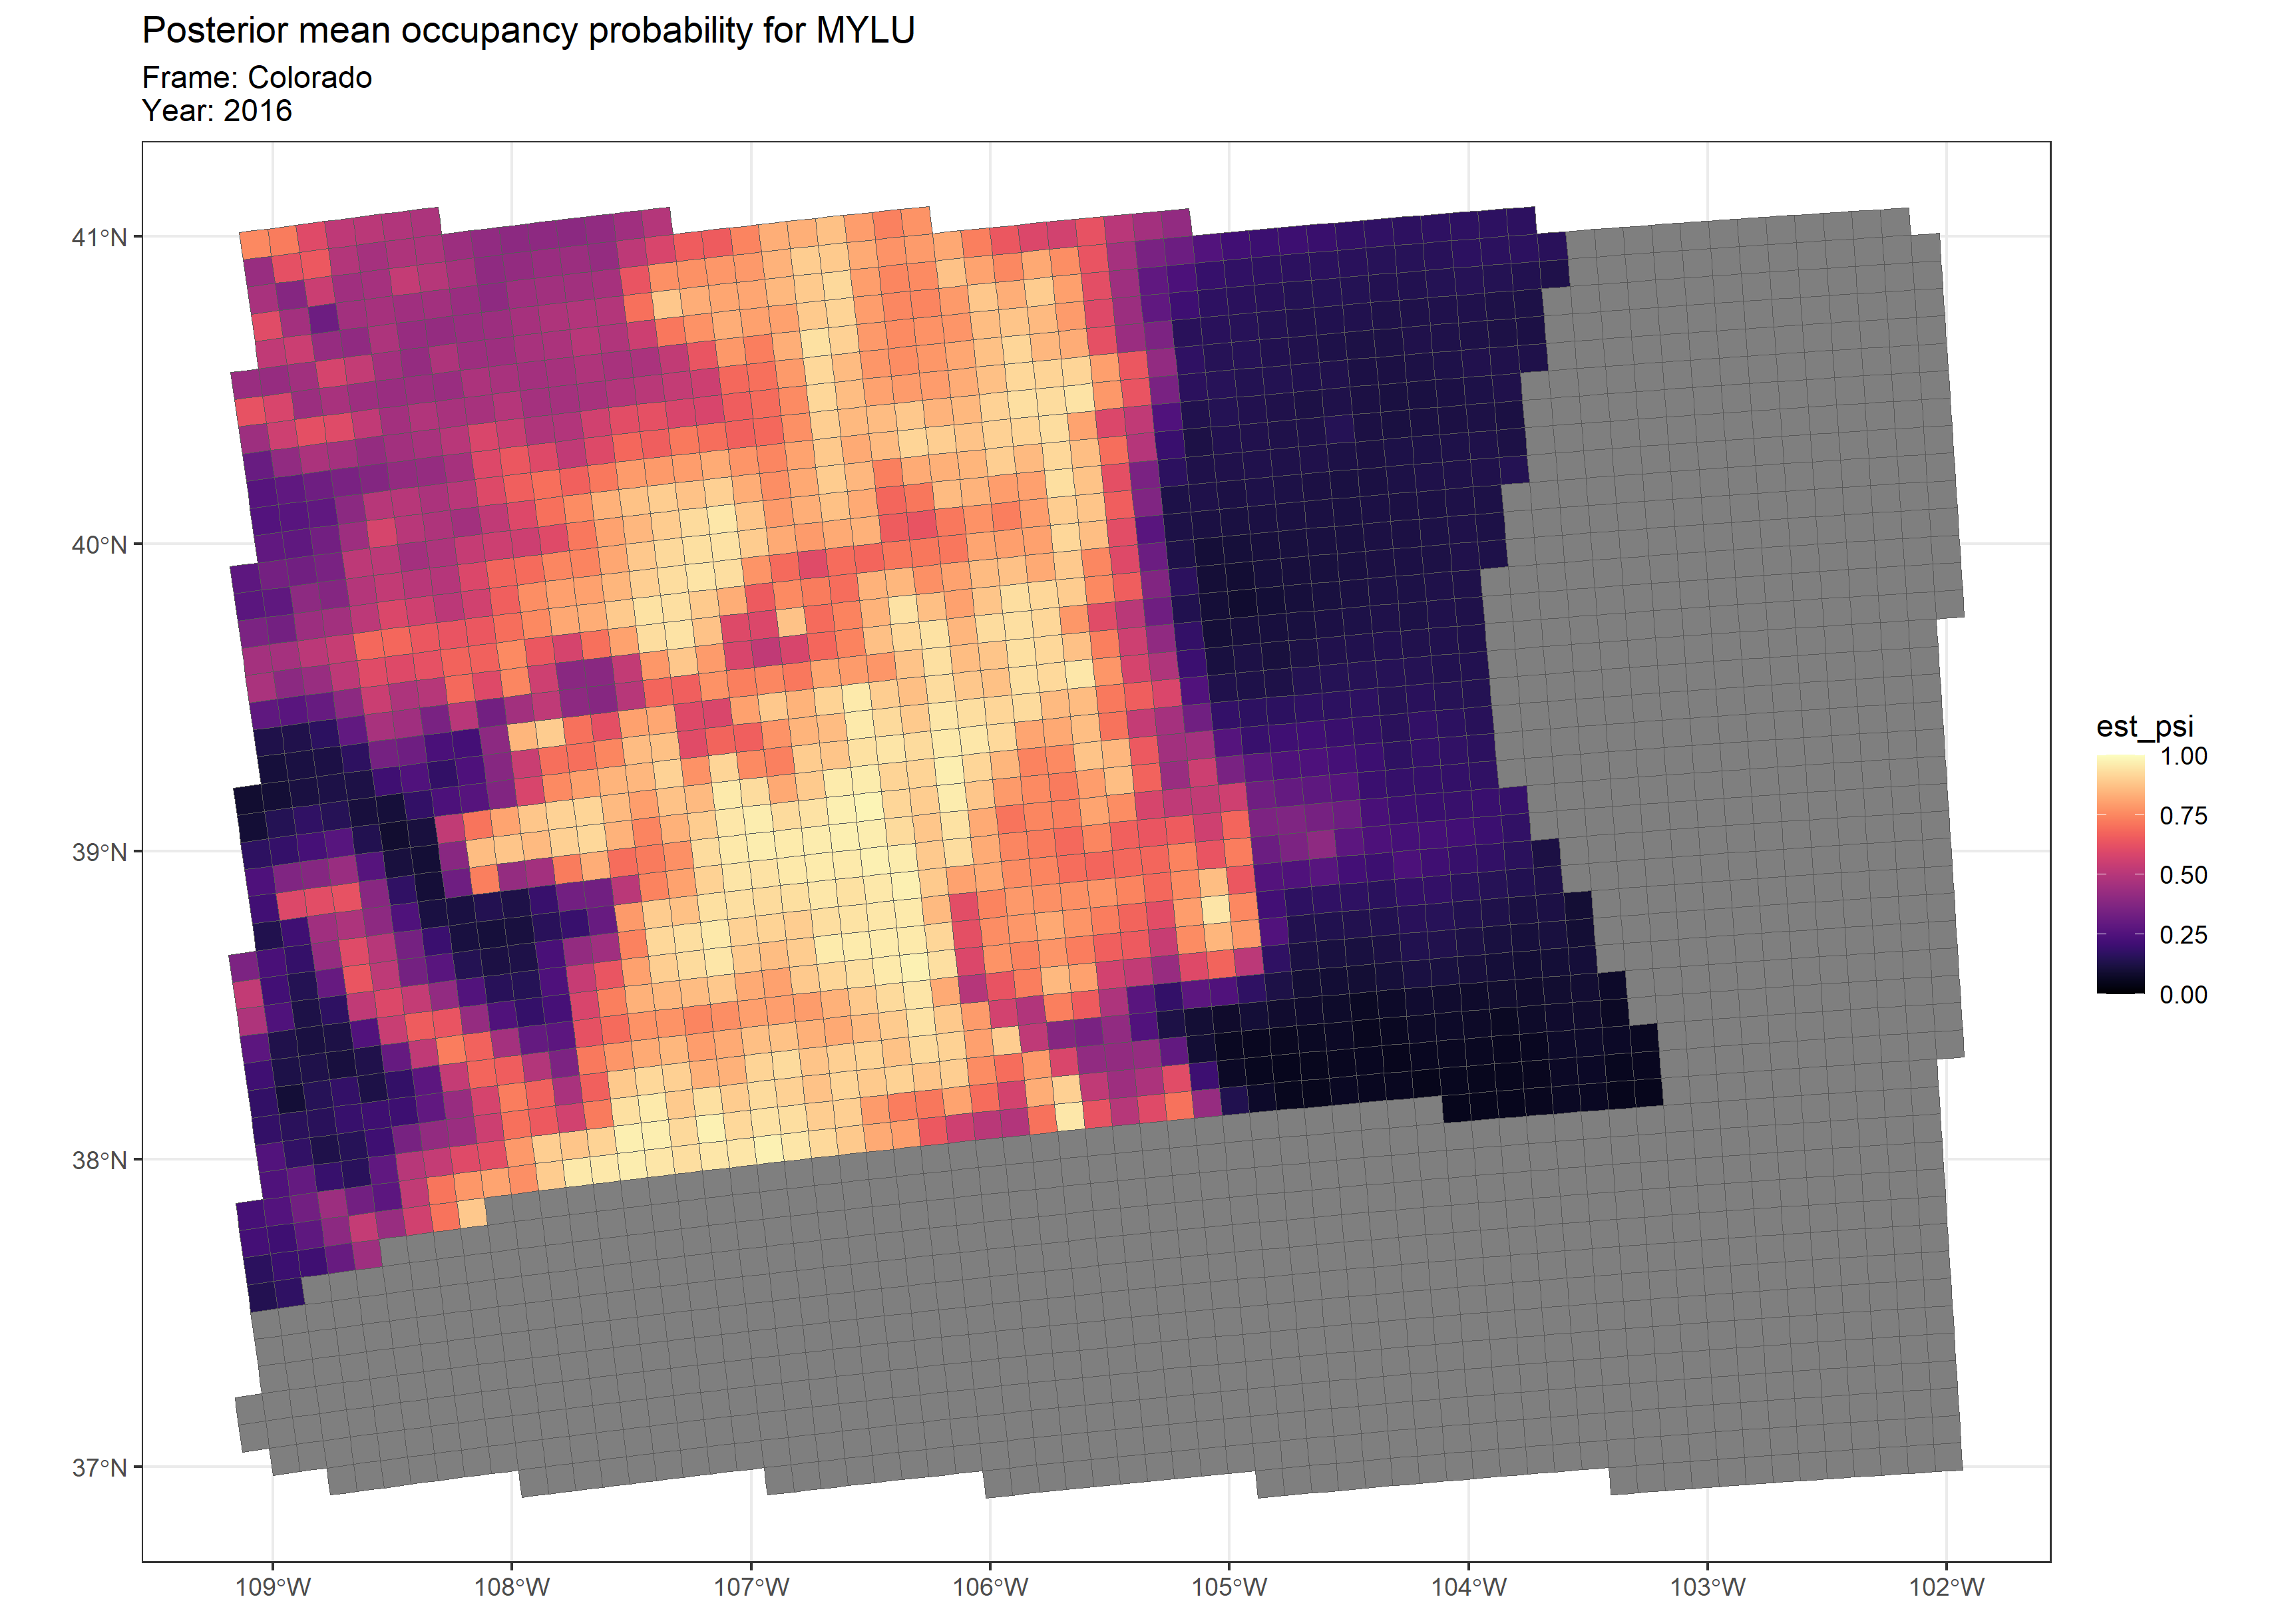 Posterior mean occupancy probability for MYLU
Frame: Colorado
Year: 2016
41°N
40°N
39°N
38°N
37°N
109°W
108°W
107°W
106°W
105°W
104°W
103°W
102°W
est_psi
1.00
0.75
0.50
0.25
0.00